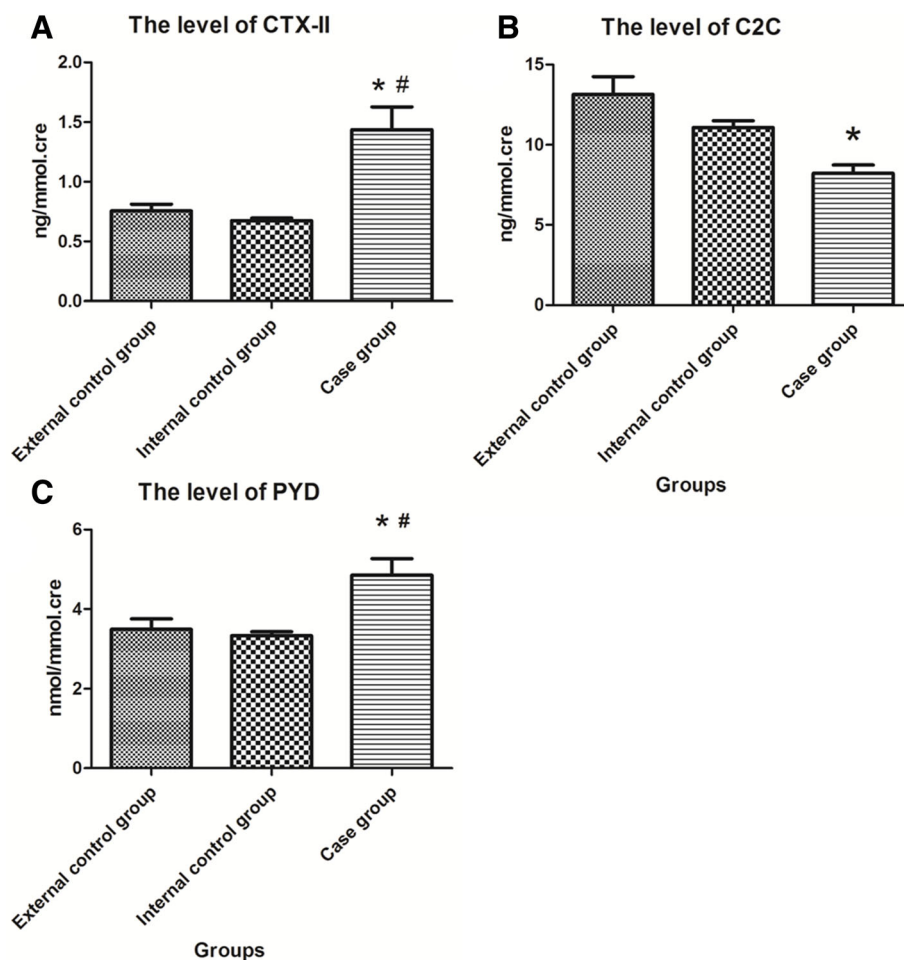 A
The level of CTX-II
2.0
1.5
1.0
0.5
0.0
ng/mmol.cre
* #
External control group
Internal control group
Case group
B
The level of C2C
15
10
5
0
ng/mmol.cre
*
External control group
Internal control group
Case group
Groups
C
The level of PYD
6
4
2
0
nmol/mmol.cre
* #
External control group
Internal control group
Case group
Groups